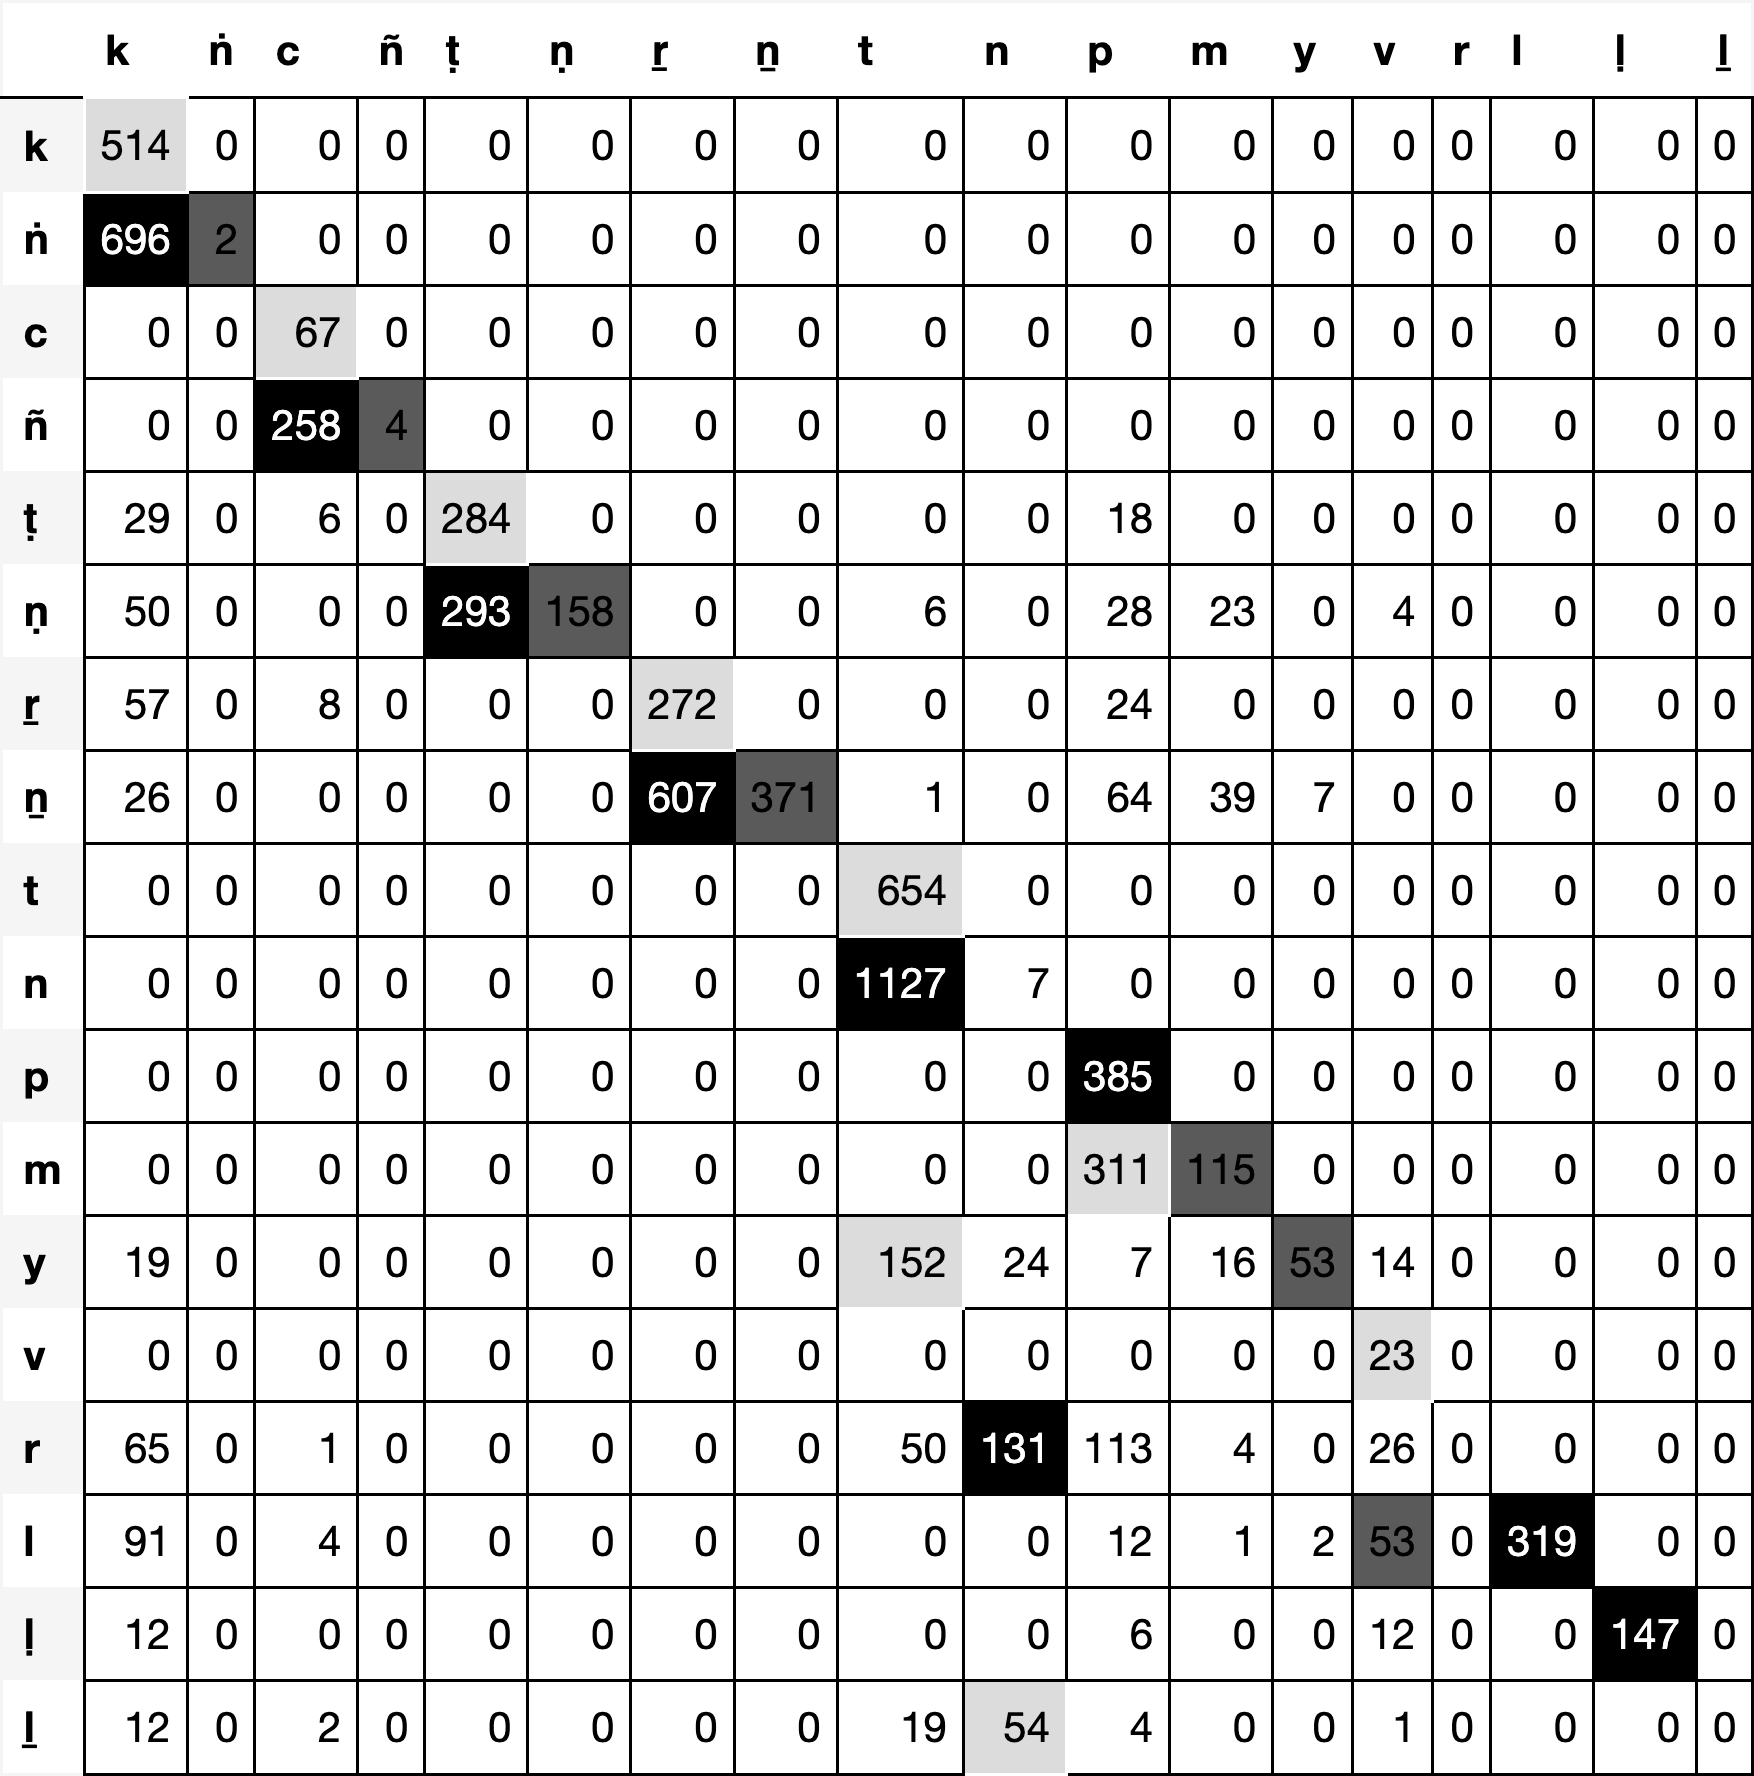 k ṅ c ñ ṭ ṇ ṟ ṉ t n p m y v r l ḷ ḻ
k 514 0 0 0 0 0 0 0 0 0 0 0 0 0 0 0 0 0
ṅ 696 2 0 0 0 0 0 0 0 0 0 0 0 0 0 0 0 0
c 0 0 67 0 0 0 0 0 0 0 0 0 0 0 0 0 0 0
ñ 0 0 258 4 0 0 0 0 0 0 0 0 0 0 0 0 0 0
ṭ 29 0 6 0 284 0 0 0 0 0 18 0 0 0 0 0 0 0
ṇ 50 0 0 0 293 158 0 0 6 0 28 23 0 4 0 0 0 0
ṟ 57 0 8 0 0 0 272 0 0 0 24 0 0 0 0 0 0 0
ṉ 26 0 0 0 0 0 607 371 1 0 64 39 7 0 0 0 0 0
t 0 0 0 0 0 0 0 0 654 0 0 0 0 0 0 0 0 0
n 0 0 0 0 0 0 0 0 1127 7 0 0 0 0 0 0 0 0
p 0 0 0 0 0 0 0 0 0 0 385 0 0 0 0 0 0 0
m 0 0 0 0 0 0 0 0 0 0 311 115 0 0 0 0 0 0
y 19 0 0 0 0 0 0 0 152 24 7 16 53 14 0 0 0 0
v 0 0 0 0 0 0 0 0 0 0 0 0 0 23 0 0 0 0
r 65 0 1 0 0 0 0 0 50 131 113 4 0 26 0 0 0 0
l 91 0 4 0 0 0 0 0 0 0 12 1 2 53 0 319 0 0
ḷ 12 0 0 0 0 0 0 0 0 0 6 0 0 12 0 0 147 0
ḻ 12 0 2 0 0 0 0 0 19 54 4 0 0 1 0 0 0 0